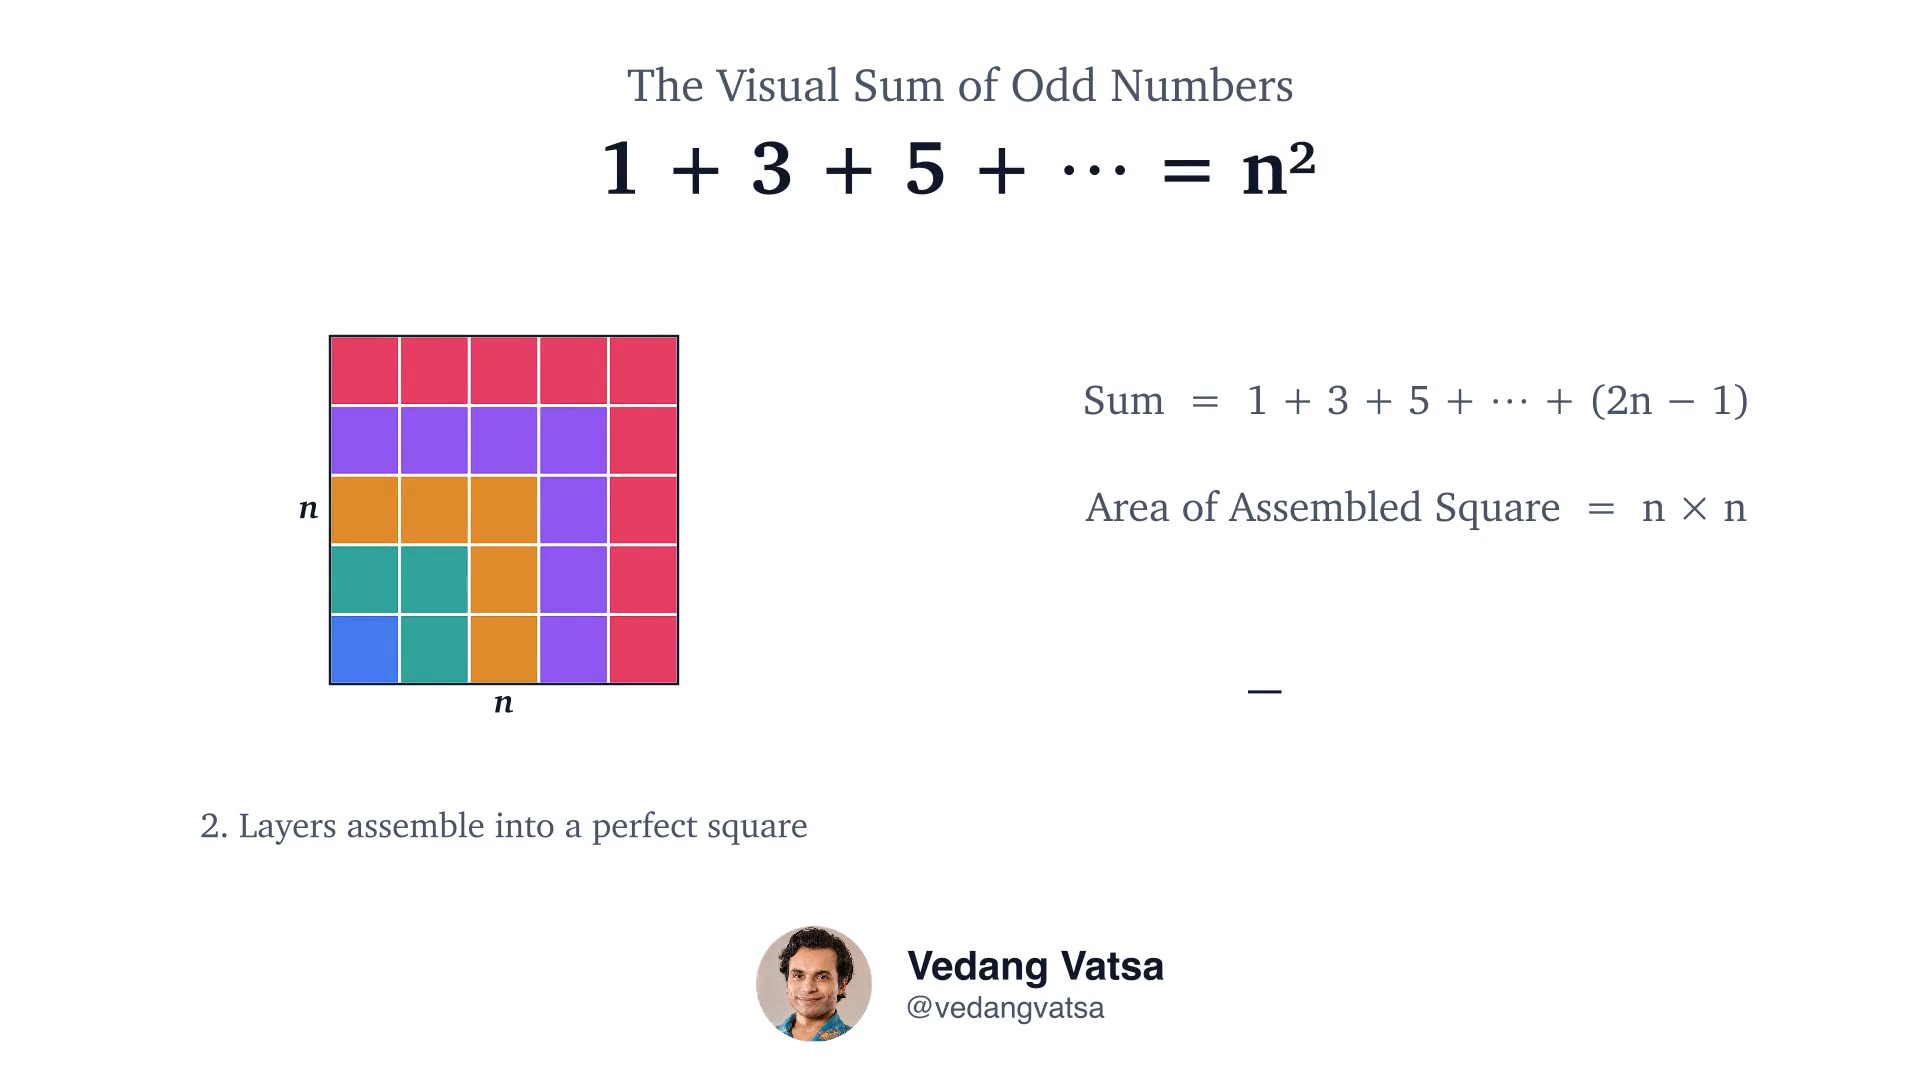 The Visual Sum of Odd Numbers
1 + 3 + 5 + ⋯ = n²
n
n
Sum = 1 + 3 + 5 + ⋯ + (2n − 1)
Area of Assembled Square = n × n
2. Layers assemble into a perfect square
Vedang Vatsa
@vedangvatsa